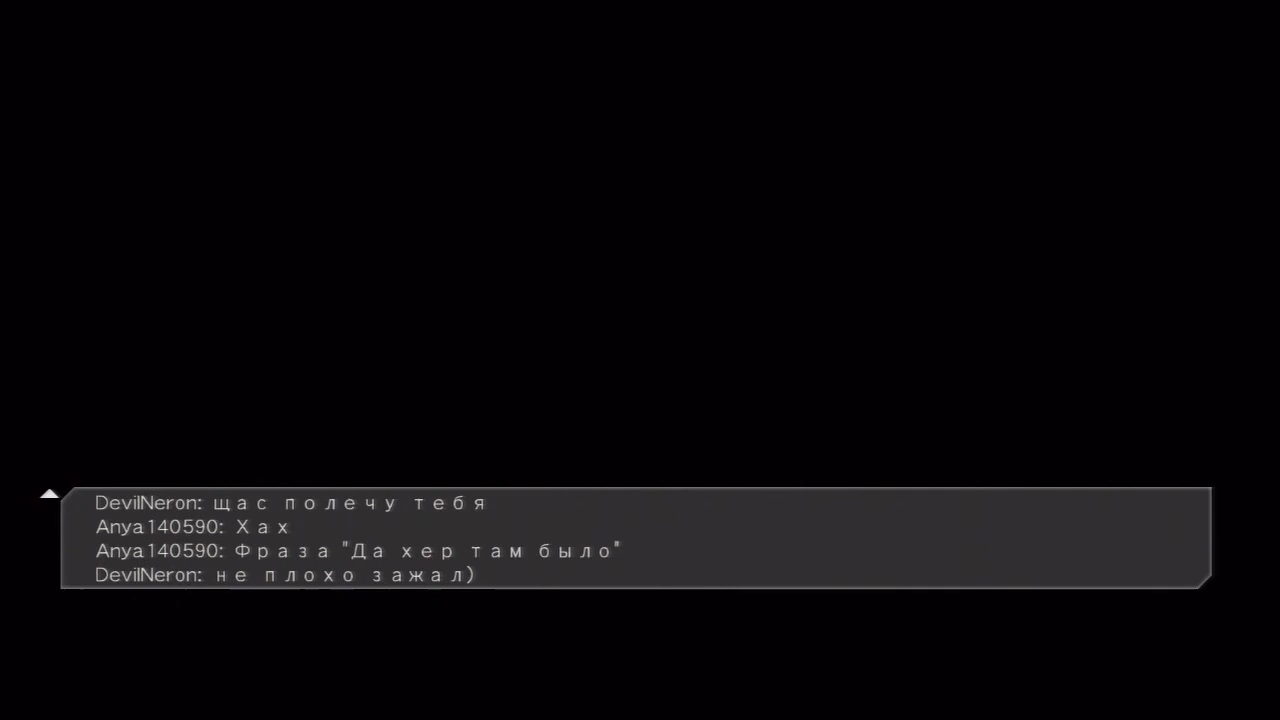 DevilNeron: щас полечу тебя
Anya140590: Хах
Anya140590: Фраза "Да хер там было"
DevilNeron: не плохо зажал)